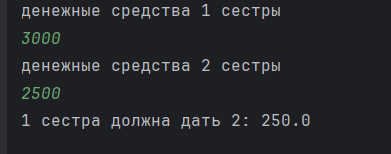 денежные средства 1 сестры
3000
денежные средства 2 сестры
2500
1 сестра должна дать 2: 250.0